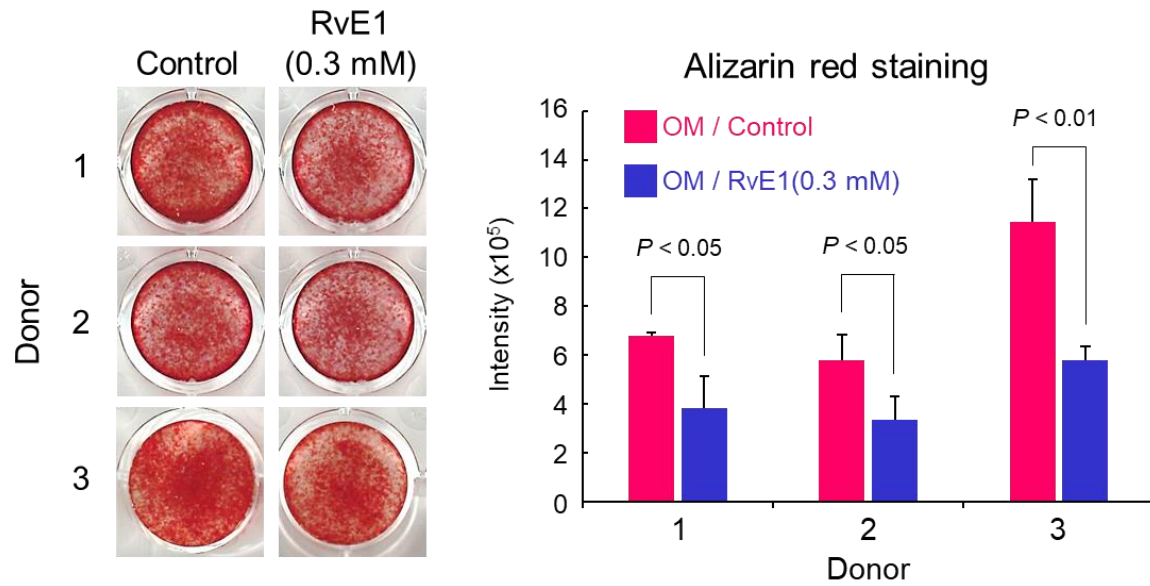 Control
RvE1
(0.3 mM)
Donor
1
2
3
Alizarin red staining
OM / Control
OM / RvE1(0.3 mM)
Intensity (x10⁵)
16
14
12
10
8
6
4
2
0
P < 0.05
P < 0.05
P < 0.01
1
2
3
Donor